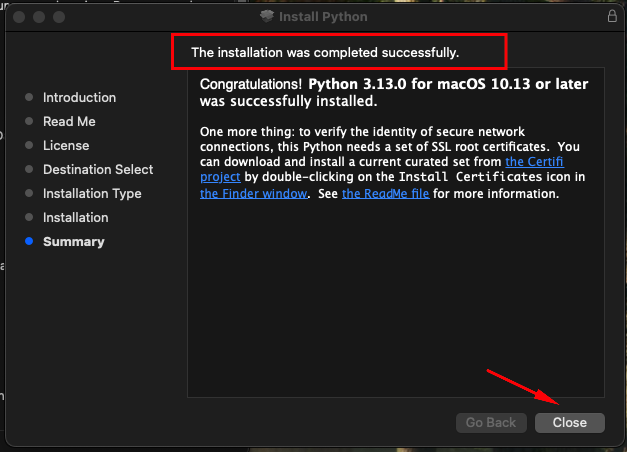 Install Python
The installation was completed successfully.
Introduction
Read Me
License
Destination Select
Installation Type
Installation
Summary
Congratulations! Python 3.13.0 for macOS 10.13 or later
was successfully installed.
One more thing: to verify the identity of secure network
connections, this Python needs a set of SSL root certificates. You
can download and install a current curated set from the Certifi
project by double-clicking on the Install Certificates icon in
the Finder window. See the ReadMe file for more information.
Go Back
Close